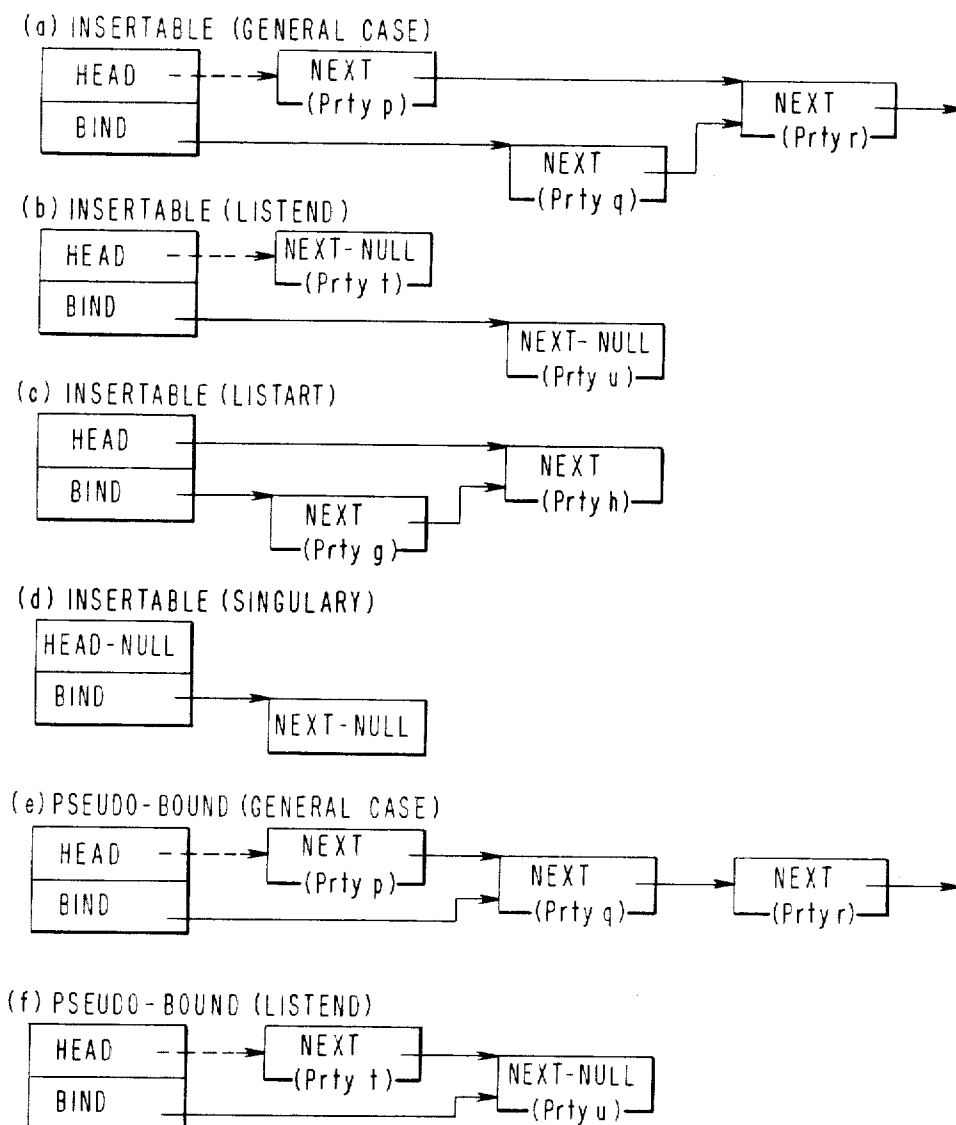 (a) INSERTABLE (GENERAL CASE)
HEAD
NEXT
(Prty p)
NEXT
(Prty r)
BIND
NEXT
(Prty q)
(b) INSERTABLE (LISTEND)
HEAD
NEXT-NULL
(Prty t)
BIND
NEXT-NULL
(Prty u)
(c) INSERTABLE (LISTART)
HEAD
NEXT
(Prty h)
BIND
NEXT
(Prty g)
(d) INSERTABLE (SINGULARY)
HEAD-NULL
BIND
NEXT-NULL
(e) PSEUDO-BOUND (GENERAL CASE)
HEAD
NEXT
(Prty p)
NEXT
(Prty q)
NEXT
(Prty r)
BIND
(f) PSEUDO-BOUND (LISTEND)
HEAD
NEXT
(Prty t)
NEXT-NULL
(Prty u)
BIND